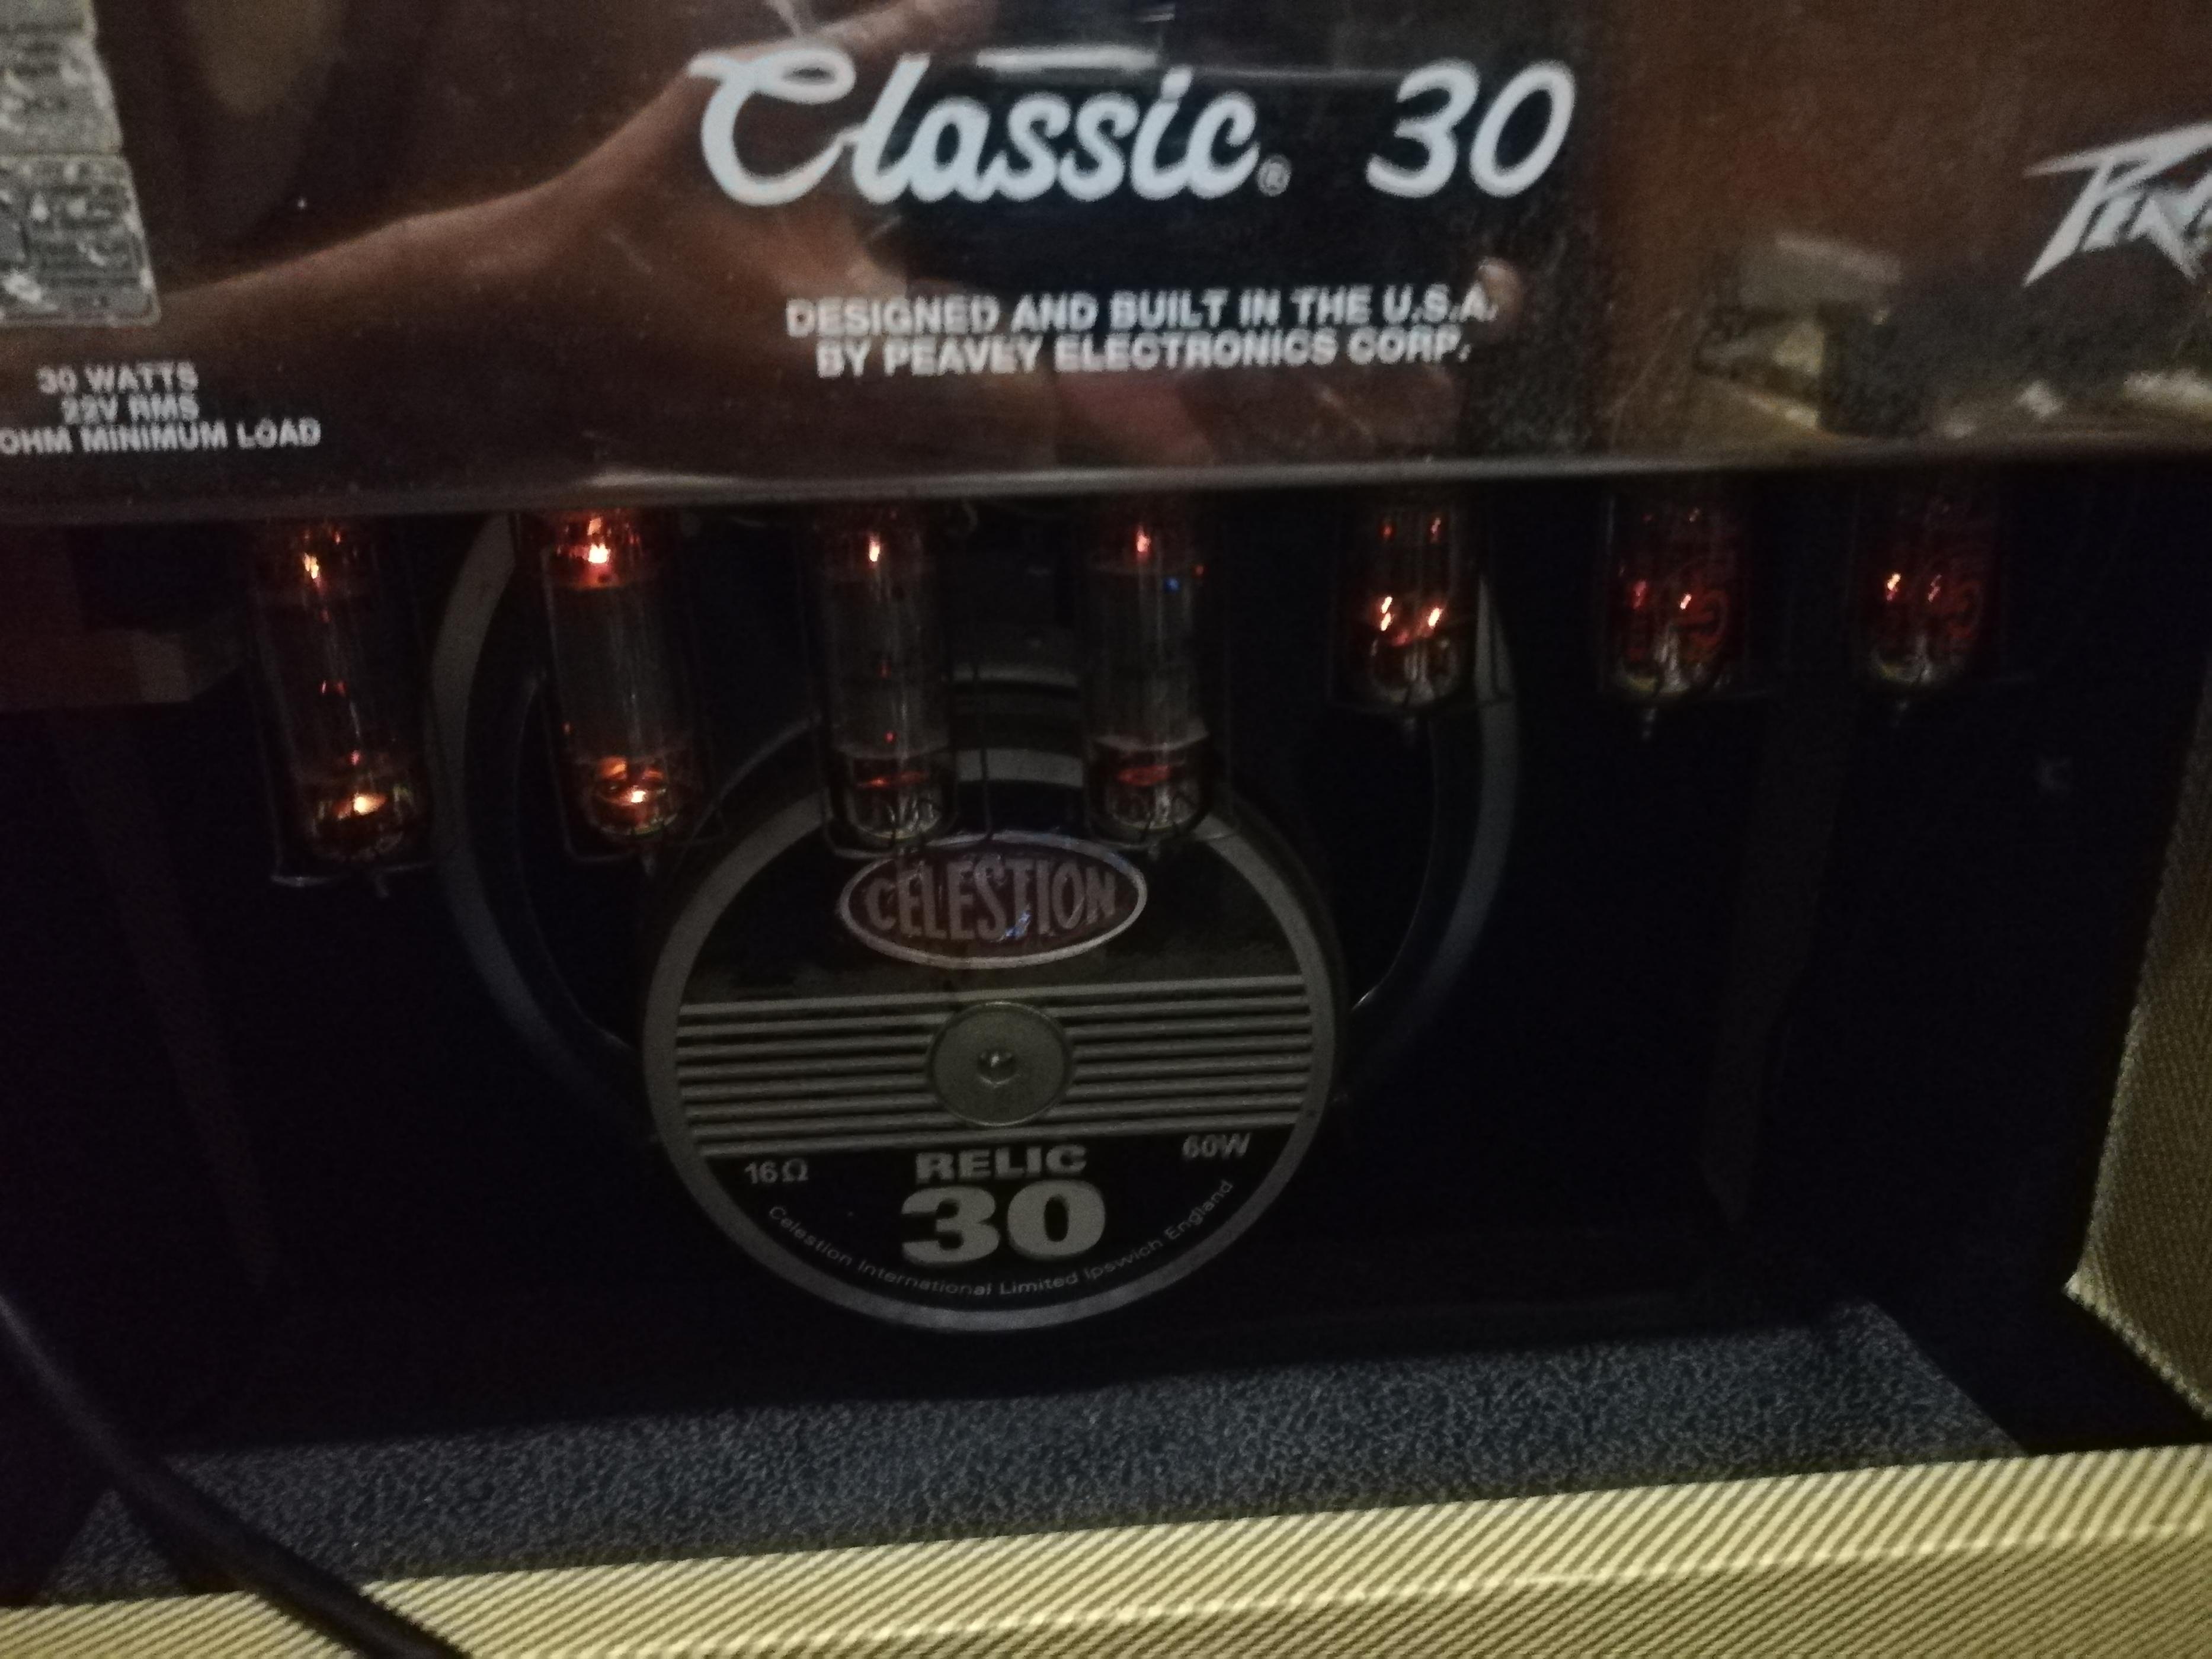 Classic® 30
DESIGNED AND BUILT IN THE U.S.A.
BY PEAVEY ELECTRONICS CORP.
30 WATTS
22V RMS
OHM MINIMUM LOAD
CELESTION
16Ω
RELIC
60W
30
Celestion International Limited Ipswich England